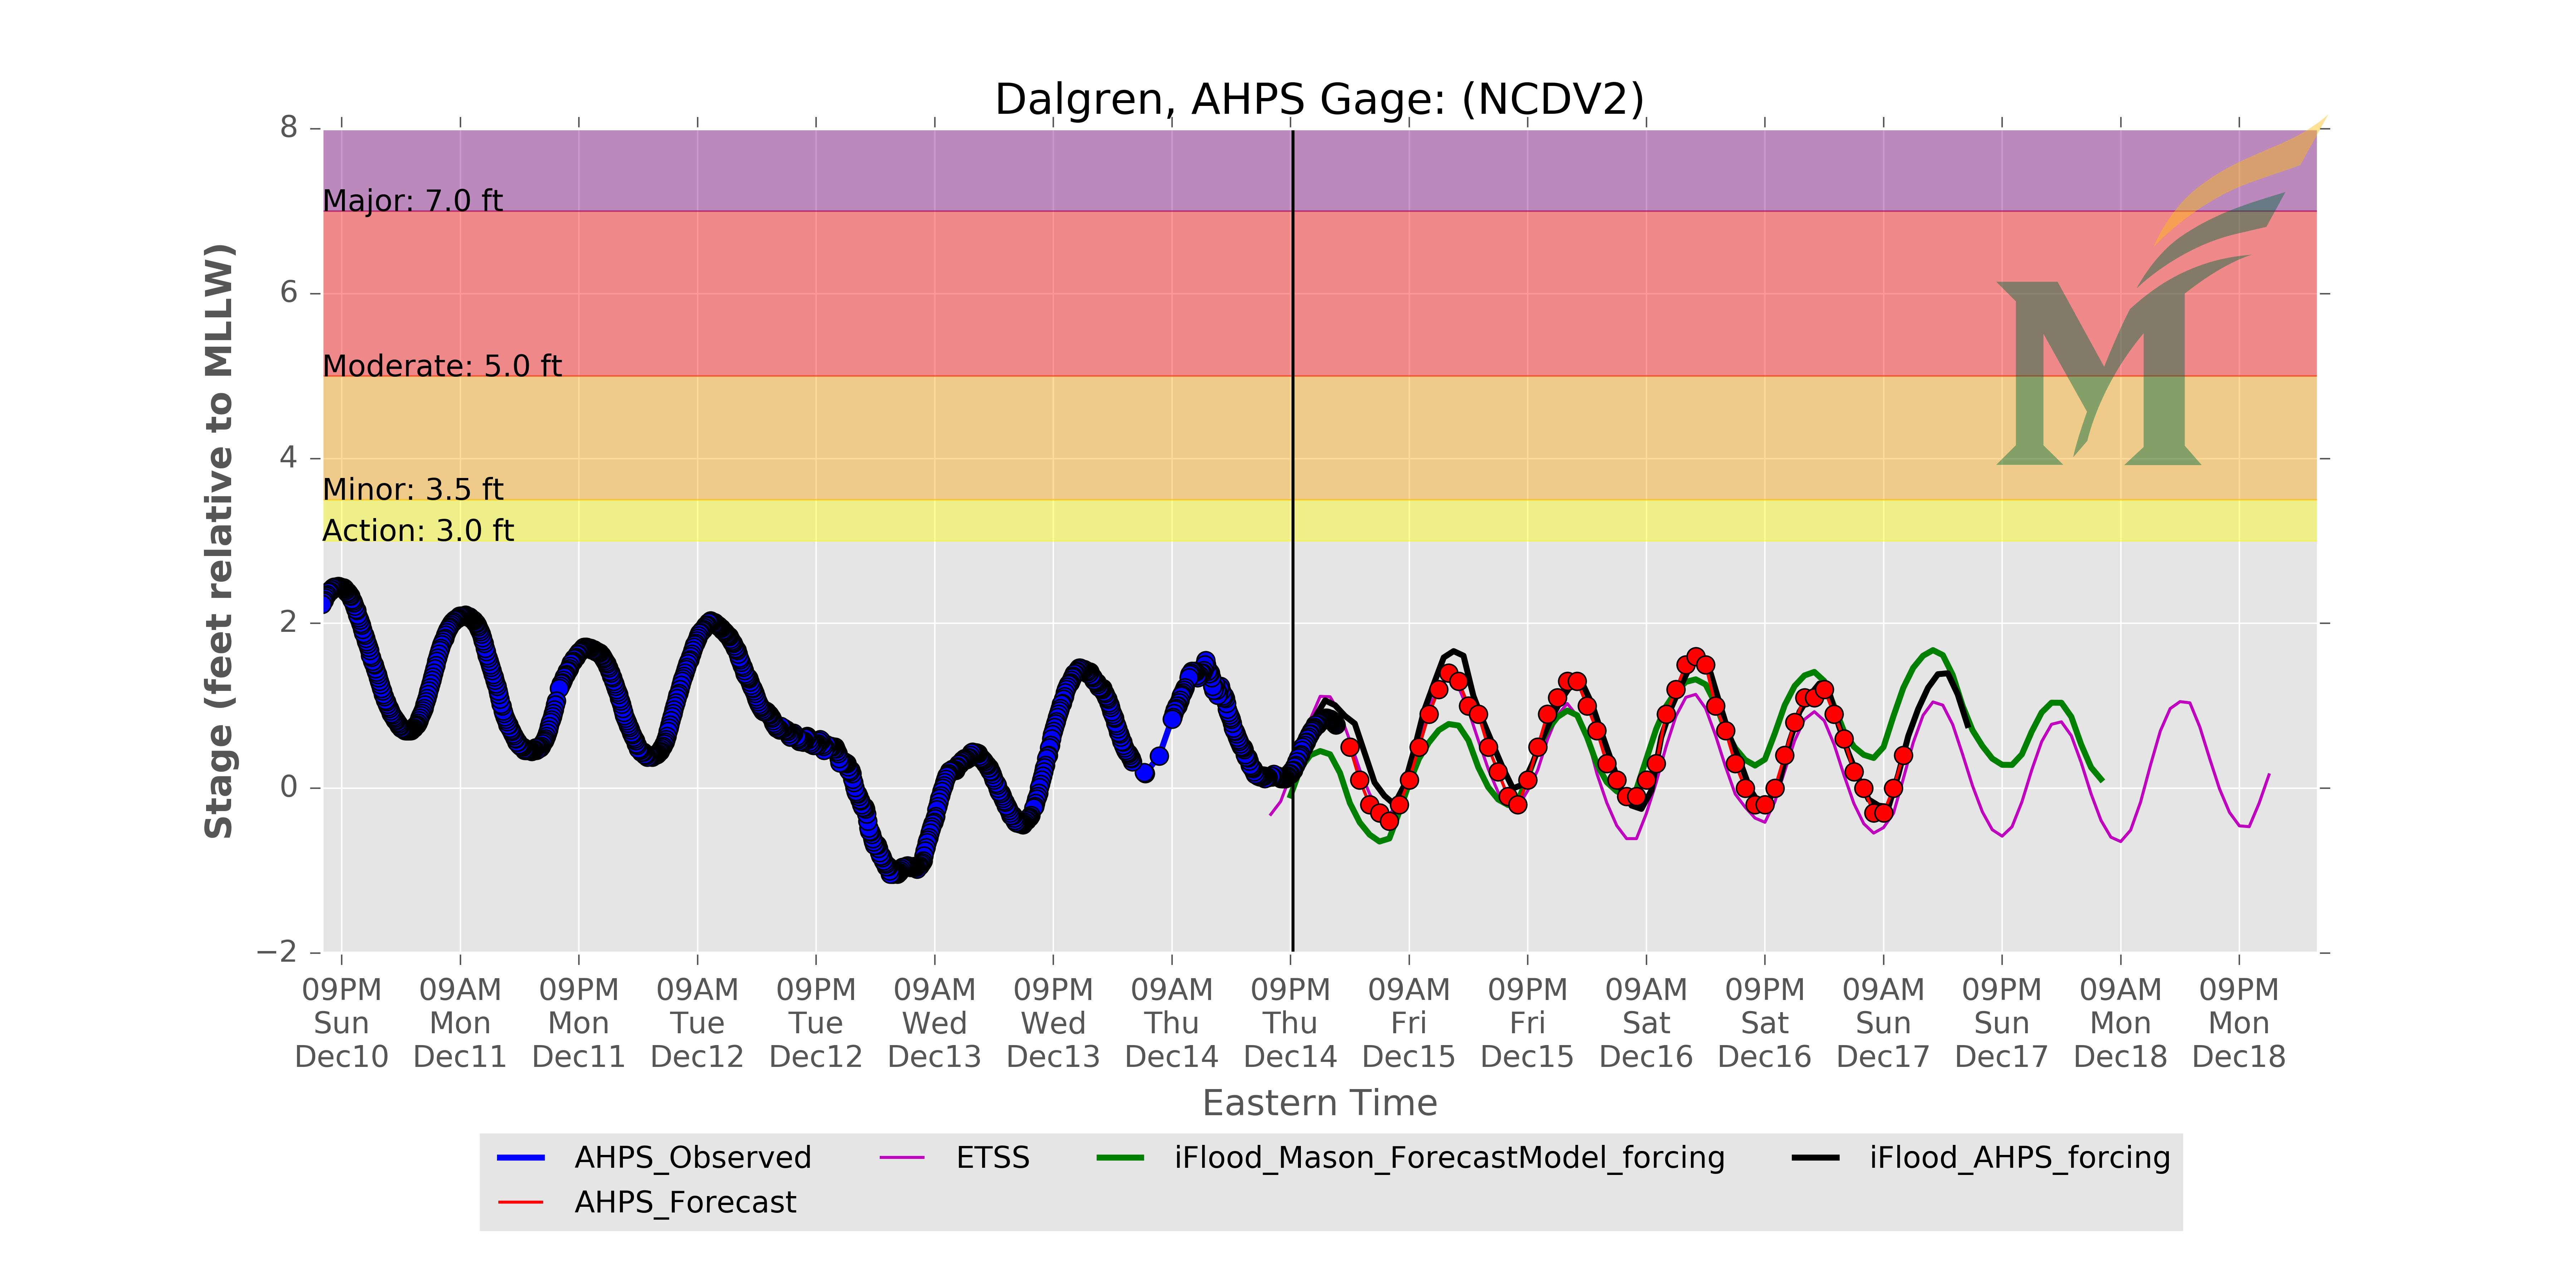 Dalgren, AHPS Gage: (NCDV2)
8
Major: 7.0 ft
6
Moderate: 5.0 ft
4
Minor: 3.5 ft
Action: 3.0 ft
2
0
−2
Stage (feet relative to MLLW)
M
09PM 09AM 09PM 09AM 09PM 09AM 09PM 09AM 09PM 09AM 09PM 09AM 09PM 09AM 09PM 09AM 09PM
Sun Mon Mon Tue Tue Wed Wed Thu Thu Fri Fri Sat Sat Sun Sun Mon Mon
Dec10 Dec11 Dec11 Dec12 Dec12 Dec13 Dec13 Dec14 Dec14 Dec15 Dec15 Dec16 Dec16 Dec17 Dec17 Dec18 Dec18
Eastern Time
AHPS_Observed ETSS iFlood_Mason_ForecastModel_forcing iFlood_AHPS_forcing
AHPS_Forecast